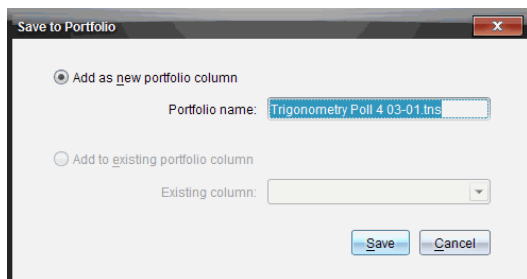 Save to Portfolio
Add as new portfolio column
Portfolio name: Trigonometry Poll 4 03-01.tns
Add to existing portfolio column
Existing column:
Save Cancel